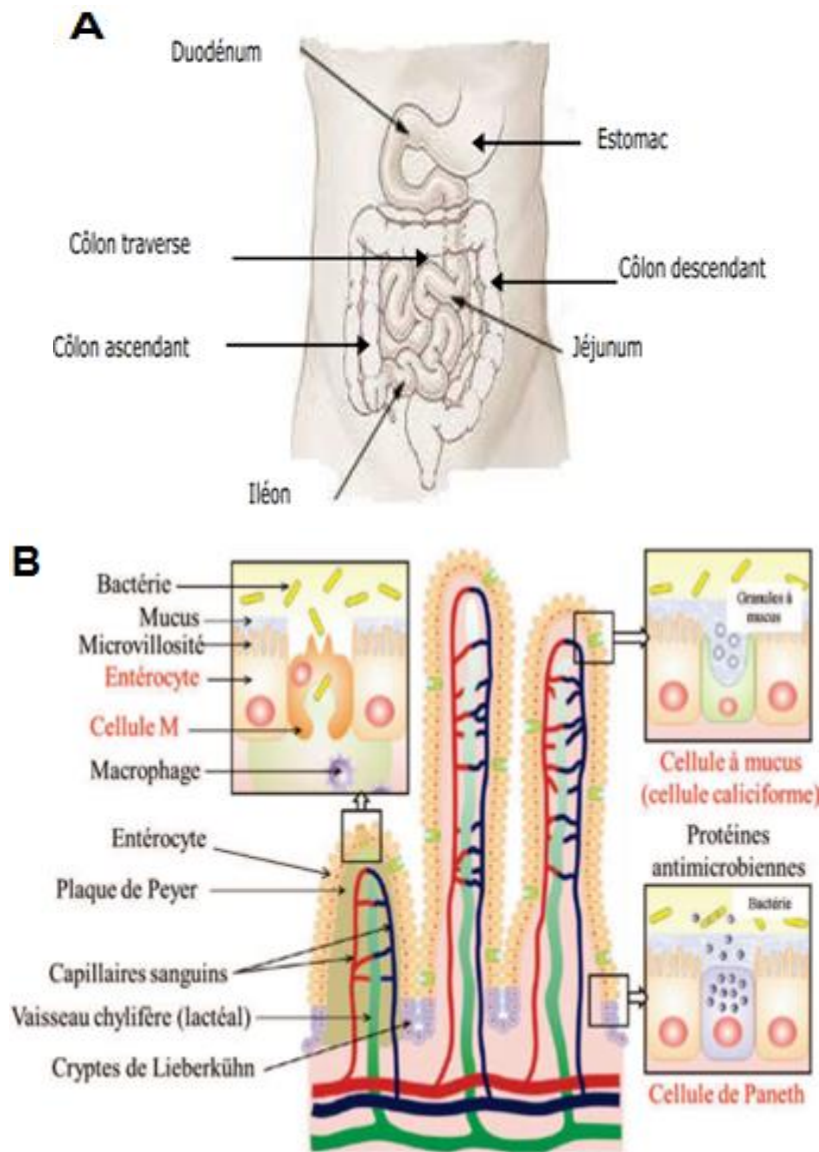 A
Duodénum
Estomac
Côlon traverse
Côlon descendant
Côlon ascendant
Jéjunum
Iléon
B
Bactérie
Mucus
Microvillosité
Entérocyte
Cellule M
Macrophage
Entérocyte
Plaque de Peyer
Capillaires sanguins
Vaisseau chylifère (lactéal)
Cryptes de Lieberkühn
Granules à
mucus
Cellule à mucus
(cellule caliciforme)
Protéines
antimicrobiennes
Bactérie
Cellule de Paneth